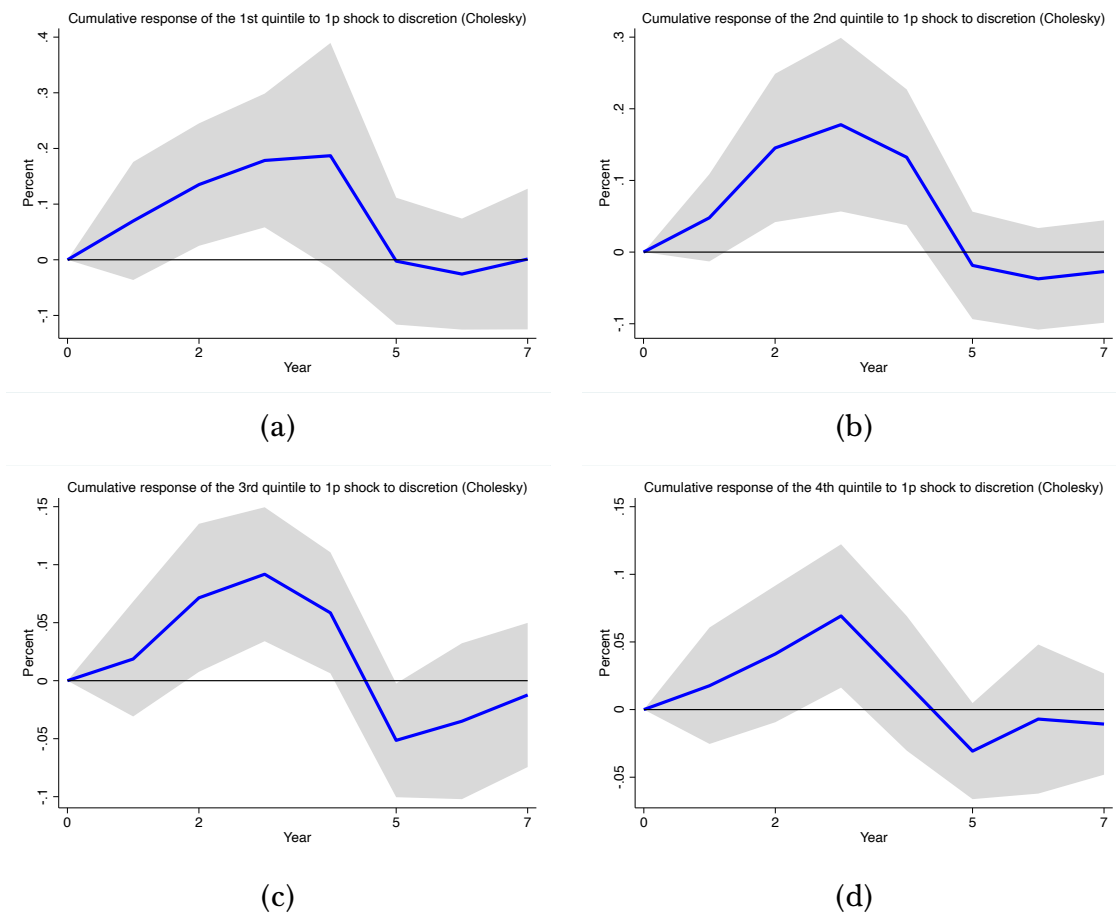 Cumulative response of the 1st quintile to 1p shock to discretion (Cholesky)
Percent
.4
.3
.2
.1
0
-.1
0 2 5 7
Year
(a)
Cumulative response of the 2nd quintile to 1p shock to discretion (Cholesky)
Percent
.3
.2
.1
0
-.1
0 2 5 7
Year
(b)
Cumulative response of the 3rd quintile to 1p shock to discretion (Cholesky)
Percent
.15
.1
.05
0
-.05
-.1
0 2 5 7
Year
(c)
Cumulative response of the 4th quintile to 1p shock to discretion (Cholesky)
Percent
.15
.1
.05
0
-.05
0 2 5 7
Year
(d)